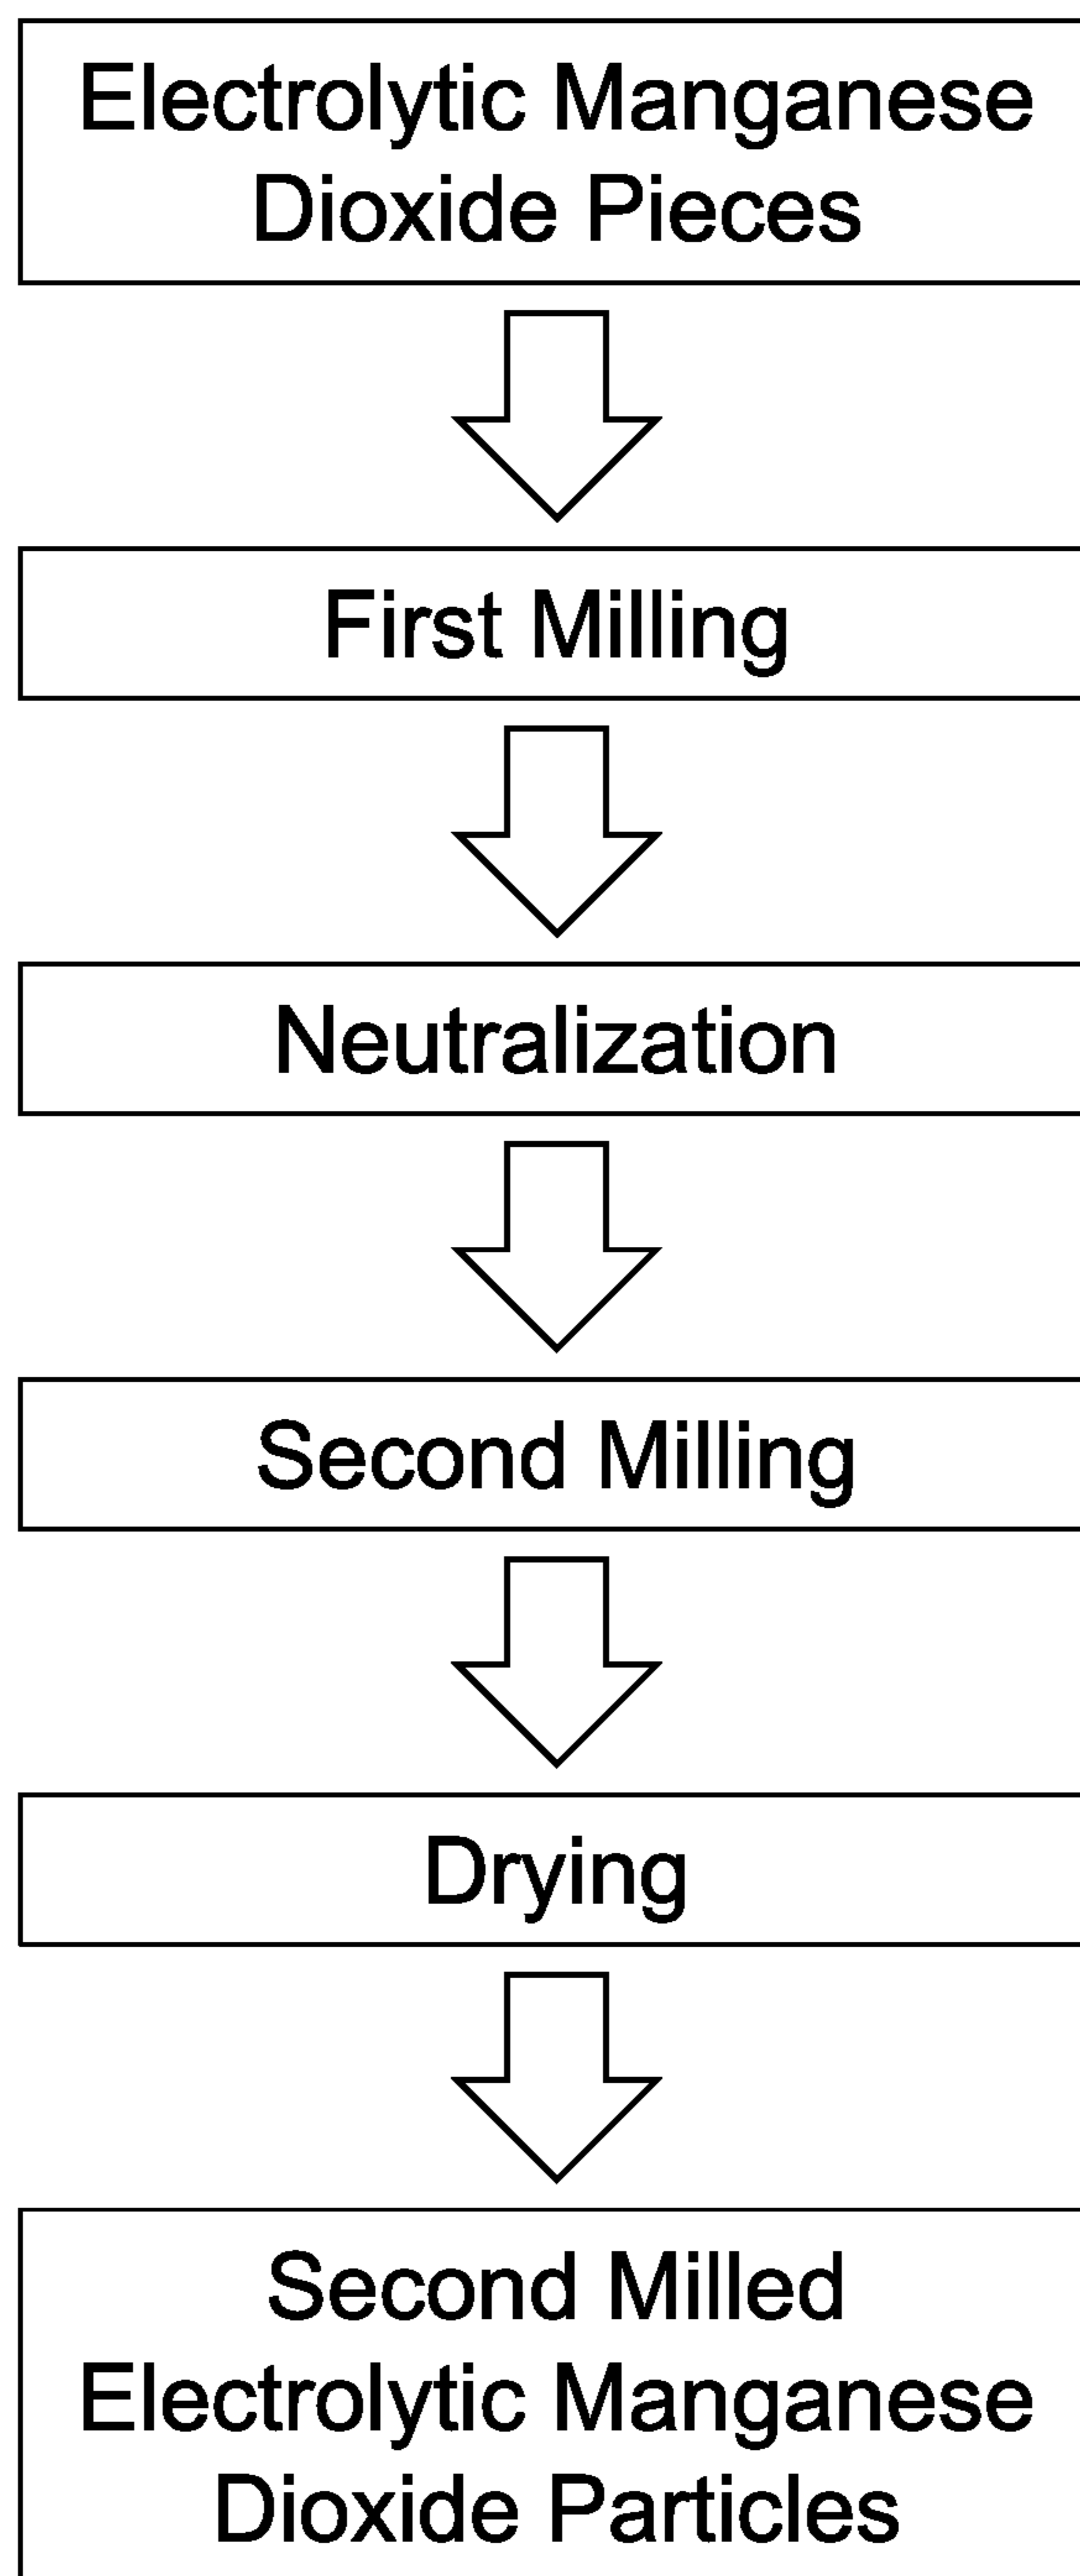 Electrolytic Manganese
Dioxide Pieces
First Milling
Neutralization
Second Milling
Drying
Second Milled
Electrolytic Manganese
Dioxide Particles